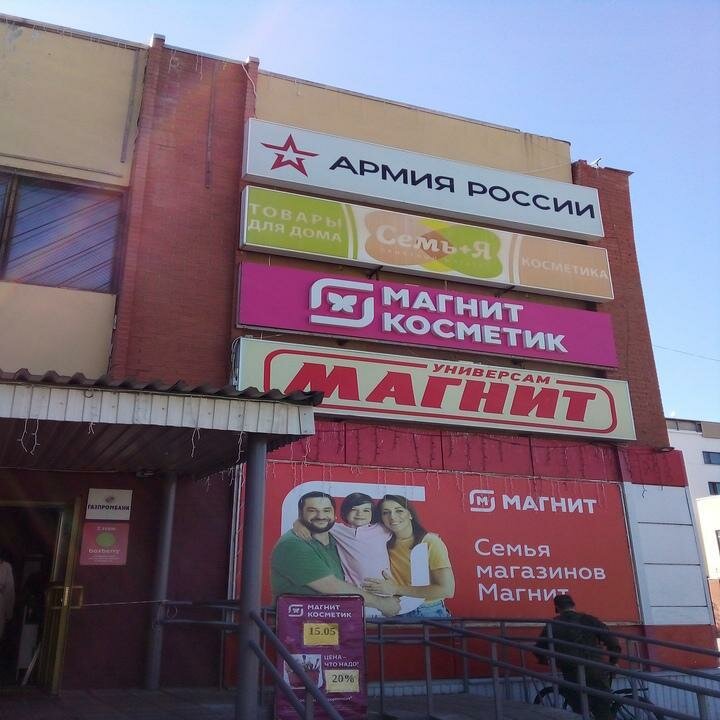 АРМИЯ РОССИИ
ТОВАРЫ
ДЛЯ ДОМА
Семь+Я
КОСМЕТИКА
МАГНИТ
КОСМЕТИК
УНИВЕРСАМ
МАГНИТ
МАГНИТ
Семья
магазинов
Магнит
ГАЗПРОМБАНК
boxberry
МАГНИТ
КОСМЕТИК
15.05
ЦЕНА –
ЧТО НАДО!
20%